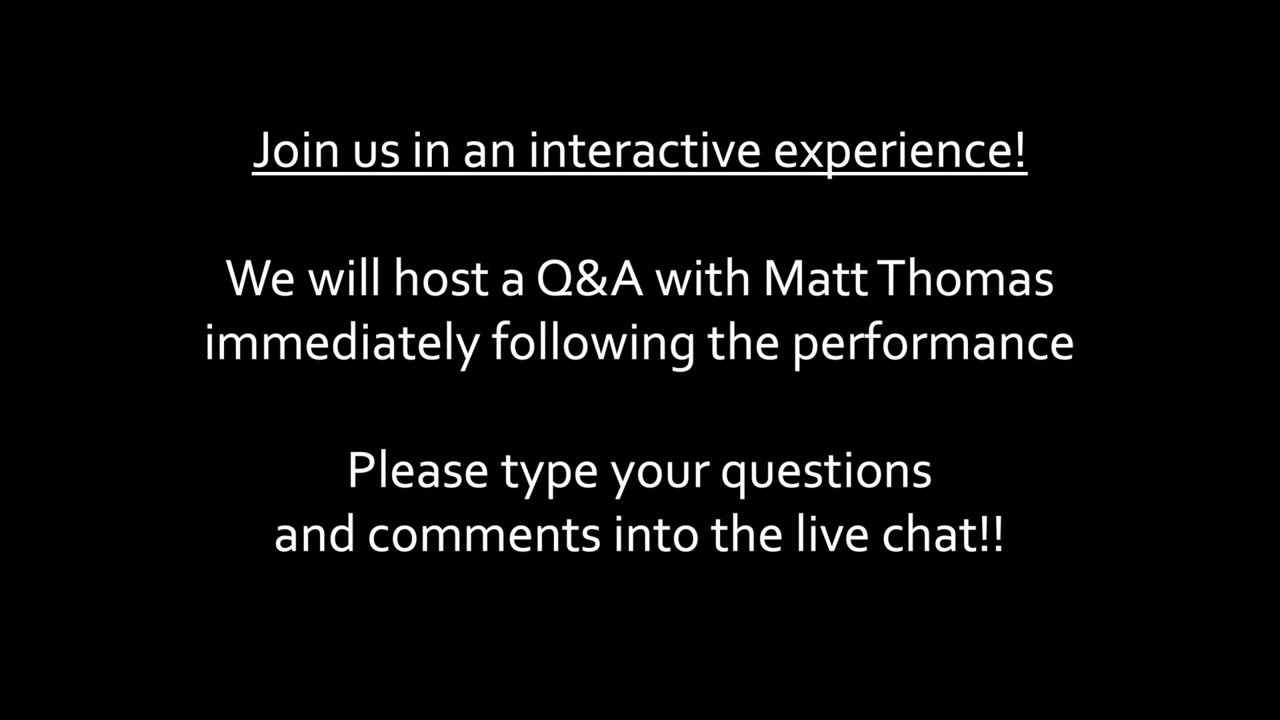 Join us in an interactive experience!
We will host a Q&A with Matt Thomas
immediately following the performance
Please type your questions
and comments into the live chat!!